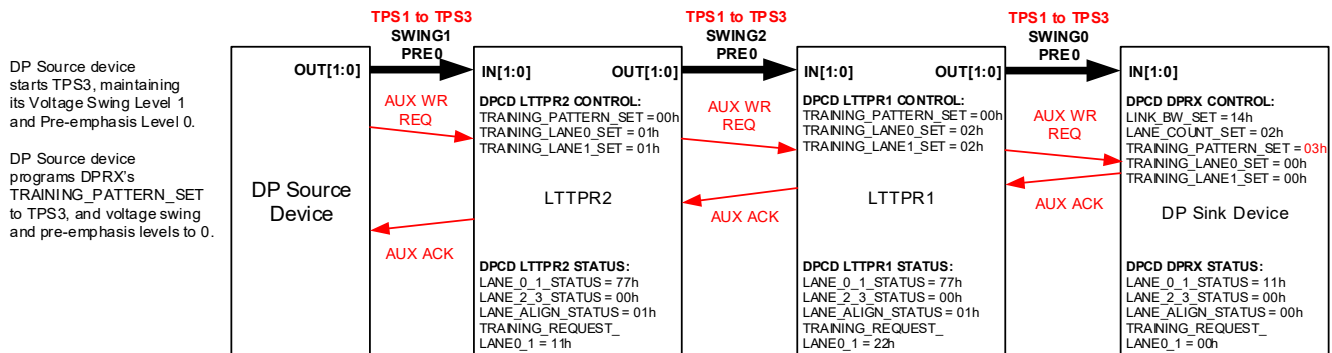 TPS1 to TPS3
SWING1
PRE0
TPS1 to TPS3
SWING2
PRE0
TPS1 to TPS3
SWING0
PRE0
DP Source device
starts TPS3, maintaining
its Voltage Swing Level 1
and Pre-emphasis Level 0.
DP Source device
programs DPRX's
TRAINING_PATTERN_SET
to TPS3, and voltage swing
and pre-emphasis levels to 0.
OUT[1:0]
DP Source
Device
AUX WR
REQ
AUX ACK
IN[1:0]
OUT[1:0]
DPCD LTTPR2 CONTROL:
TRAINING_PATTERN_SET = 00h
TRAINING_LANE0_SET = 01h
TRAINING_LANE1_SET = 01h
LTTPR2
DPCD LTTPR2 STATUS:
LANE_0_1_STATUS = 77h
LANE_2_3_STATUS = 00h
LANE_ALIGN_STATUS = 01h
TRAINING_REQUEST_
LANE0_1 = 11h
AUX WR
REQ
AUX ACK
IN[1:0]
OUT[1:0]
DPCD LTTPR1 CONTROL:
TRAINING_PATTERN_SET = 00h
TRAINING_LANE0_SET = 02h
TRAINING_LANE1_SET = 02h
LTTPR1
DPCD LTTPR1 STATUS:
LANE_0_1_STATUS = 77h
LANE_2_3_STATUS = 00h
LANE_ALIGN_STATUS = 01h
TRAINING_REQUEST_
LANE0_1 = 22h
AUX WR
REQ
AUX ACK
IN[1:0]
DPCD DPRX CONTROL:
LINK_BW_SET = 14h
LANE_COUNT_SET = 02h
TRAINING_PATTERN_SET = 03h
TRAINING_LANE0_SET = 00h
TRAINING_LANE1_SET = 00h
DP Sink Device
DPCD DPRX STATUS:
LANE_0_1_STATUS = 11h
LANE_2_3_STATUS = 00h
LANE_ALIGN_STATUS = 00h
TRAINING_REQUEST_
LANE0_1 = 00h